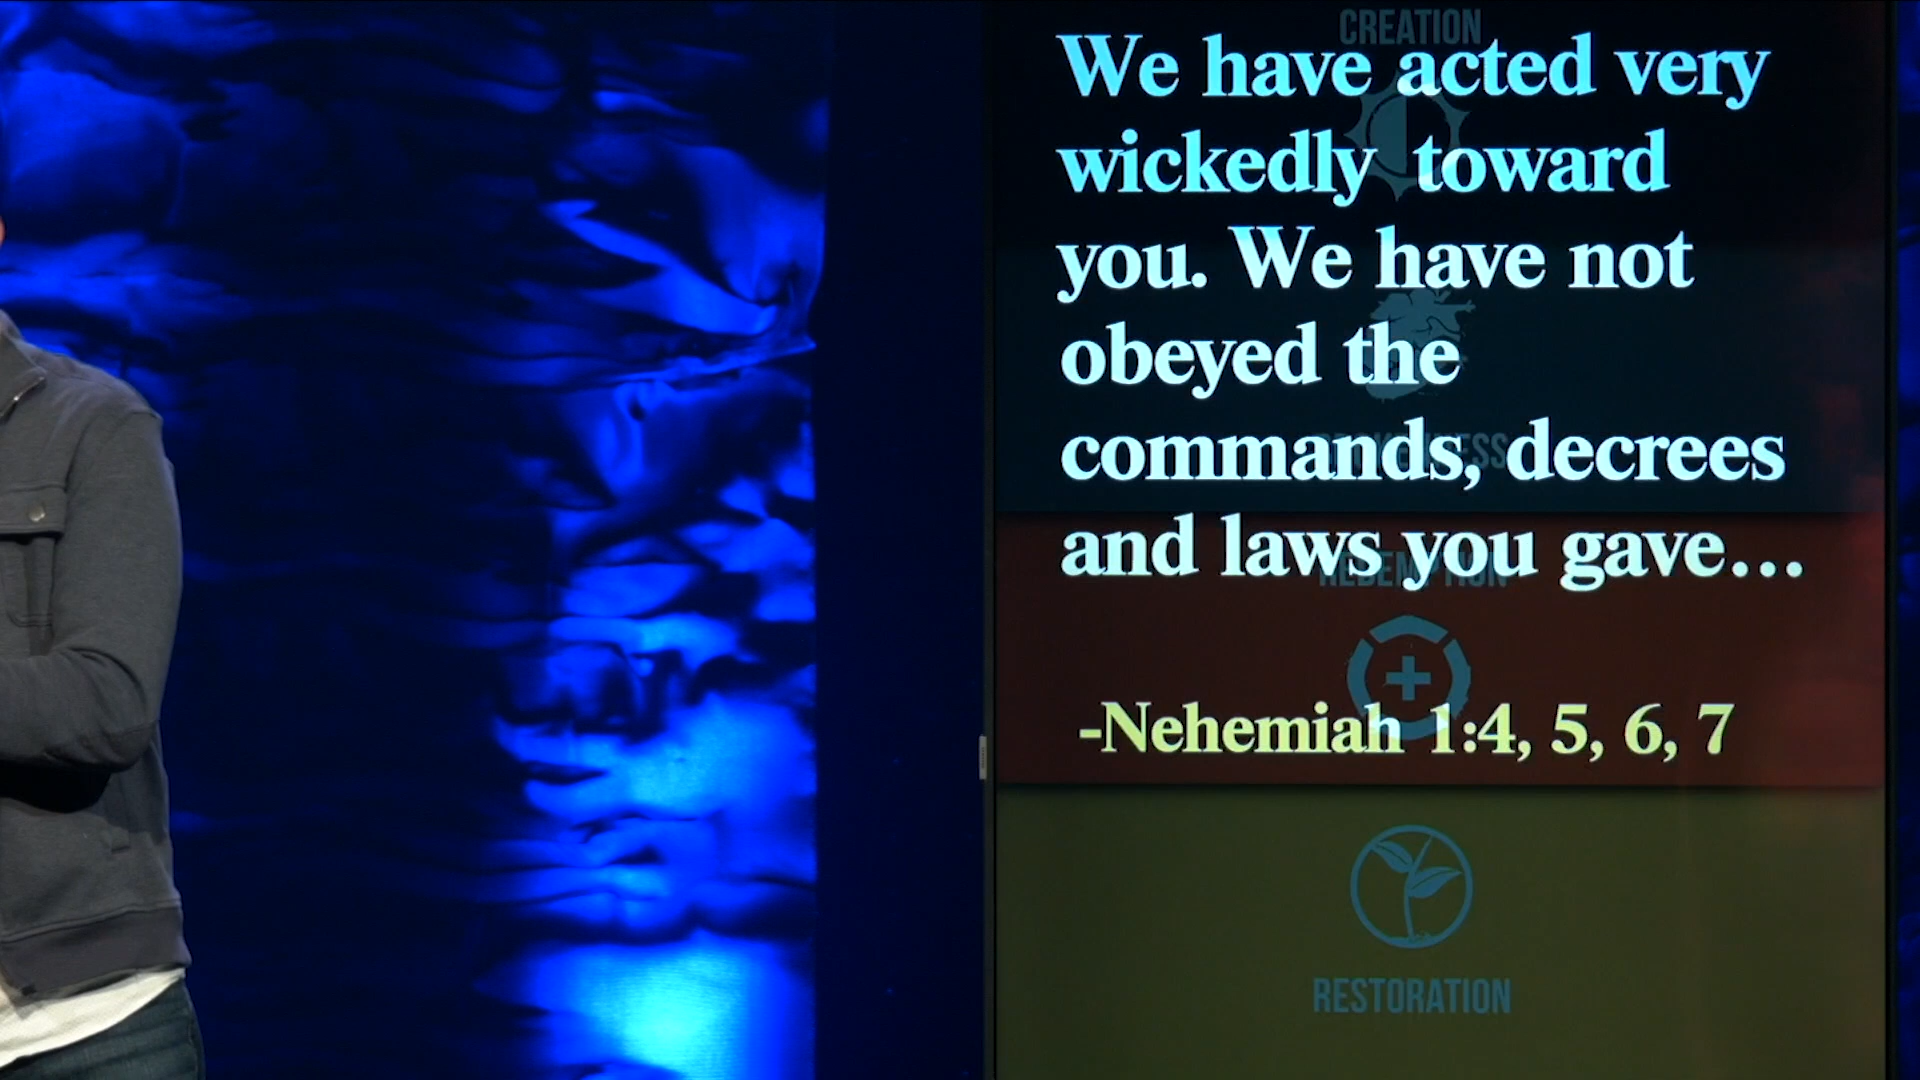 CREATION
We have acted very
wickedly toward
you. We have not
obeyed the
commands, decrees
and laws you gave...
REDEMPTION
-Nehemiah 1:4, 5, 6, 7
RESTORATION